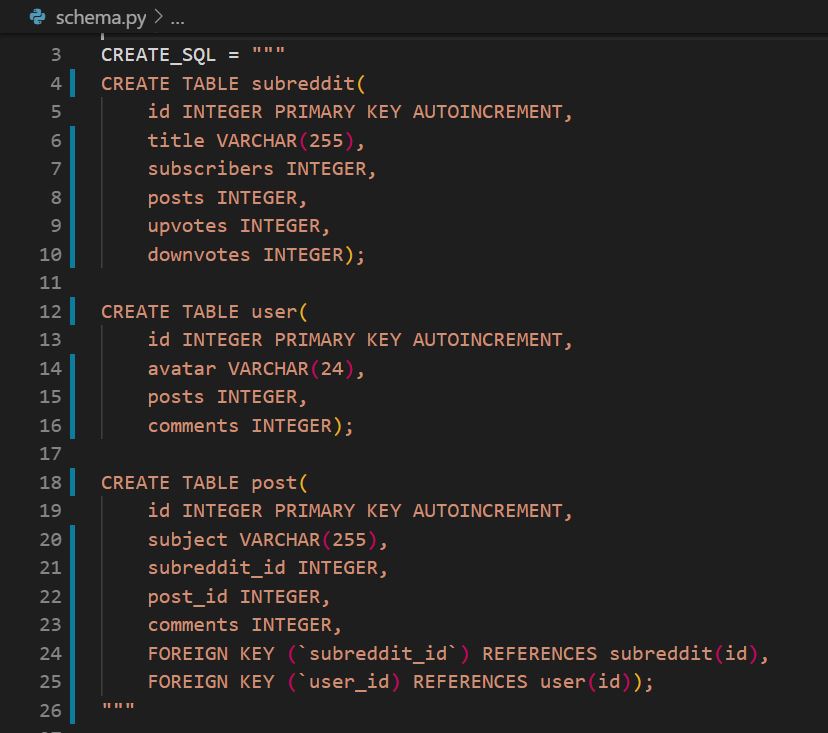 schema.py > ...
3 CREATE_SQL = """
4 CREATE TABLE subreddit(
5 id INTEGER PRIMARY KEY AUTOINCREMENT,
6 title VARCHAR(255),
7 subscribers INTEGER,
8 posts INTEGER,
9 upvotes INTEGER,
10 downvotes INTEGER);
11
12 CREATE TABLE user(
13 id INTEGER PRIMARY KEY AUTOINCREMENT,
14 avatar VARCHAR(24),
15 posts INTEGER,
16 comments INTEGER);
17
18 CREATE TABLE post(
19 id INTEGER PRIMARY KEY AUTOINCREMENT,
20 subject VARCHAR(255),
21 subreddit_id INTEGER,
22 post_id INTEGER,
23 comments INTEGER,
24 FOREIGN KEY (`subreddit_id`) REFERENCES subreddit(id),
25 FOREIGN KEY (`user_id) REFERENCES user(id));
26 """